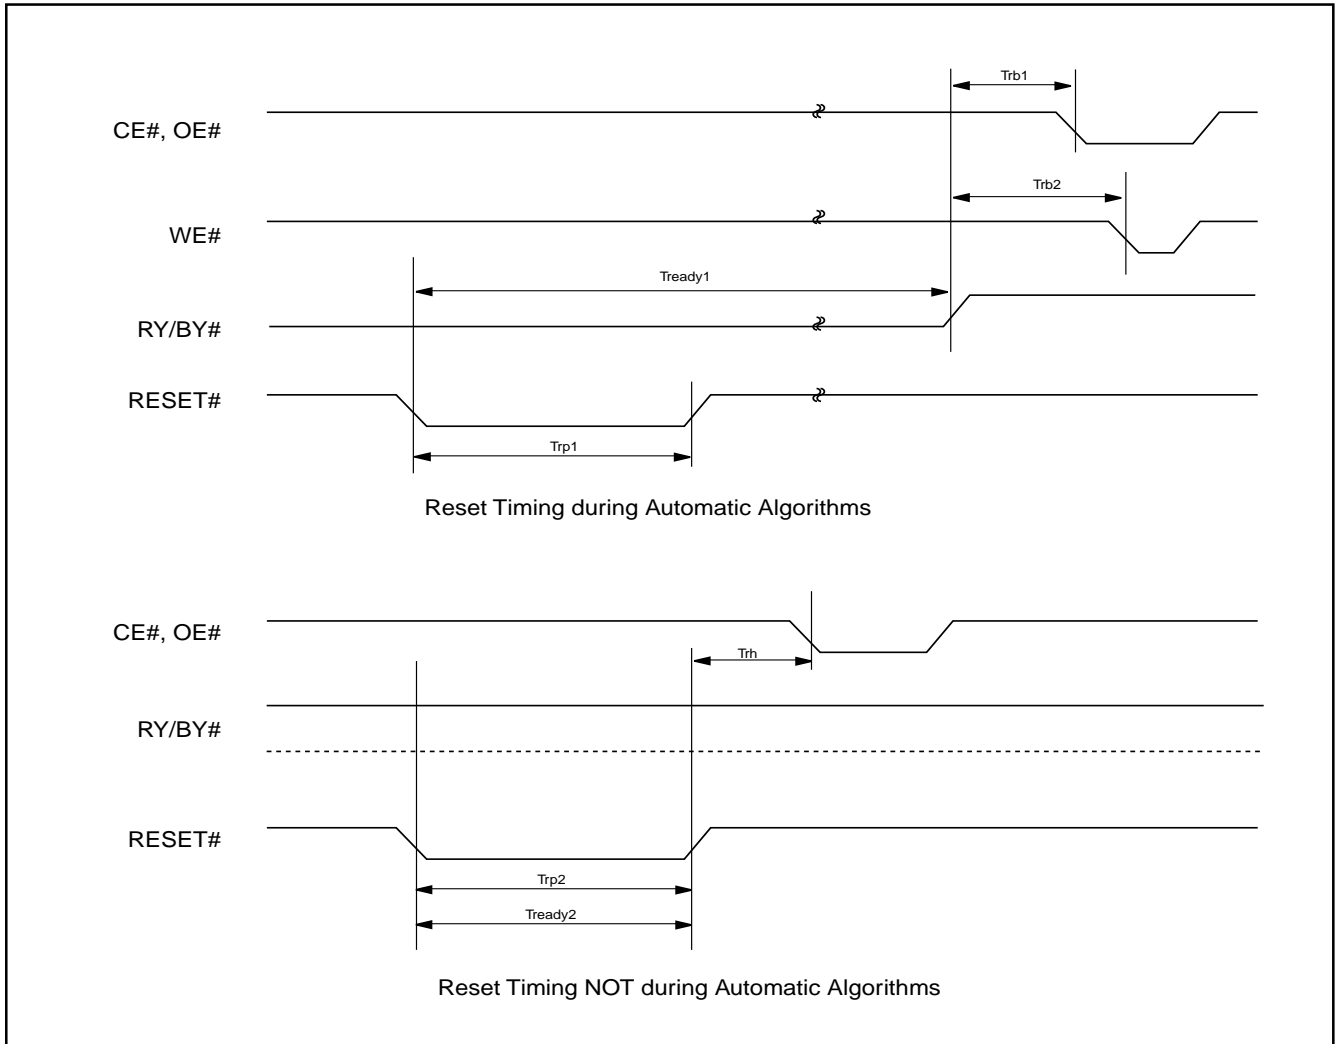 Trb1
CE#, OE#
Trb2
WE#
Tready1
RY/BY#
RESET#
Trp1
Reset Timing during Automatic Algorithms
CE#, OE#
Trh
RY/BY#
RESET#
Trp2
Tready2
Reset Timing NOT during Automatic Algorithms